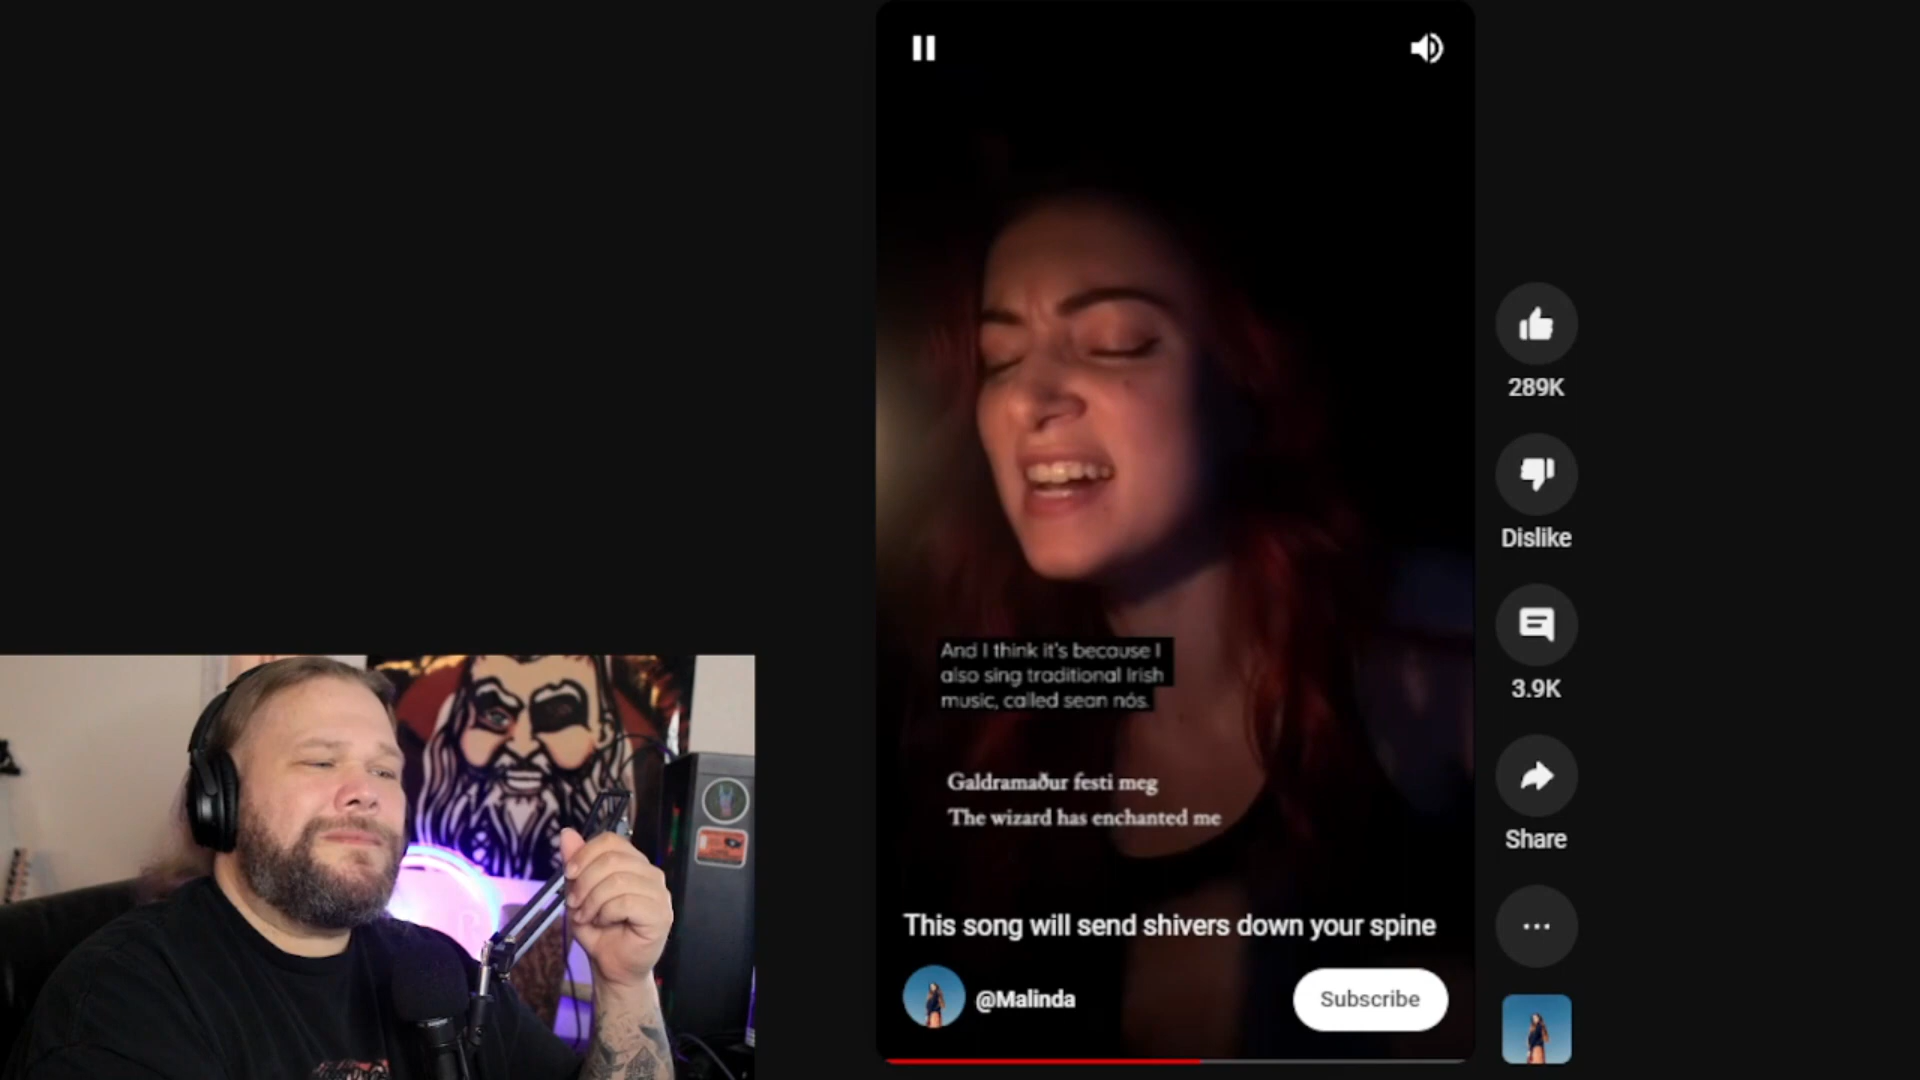 And I think it's because I
also sing traditional Irish
music, called sean nós.
Galdramaður festi meg
The wizard has enchanted me
This song will send shivers down your spine
@Malinda
Subscribe
289K
Dislike
3.9K
Share